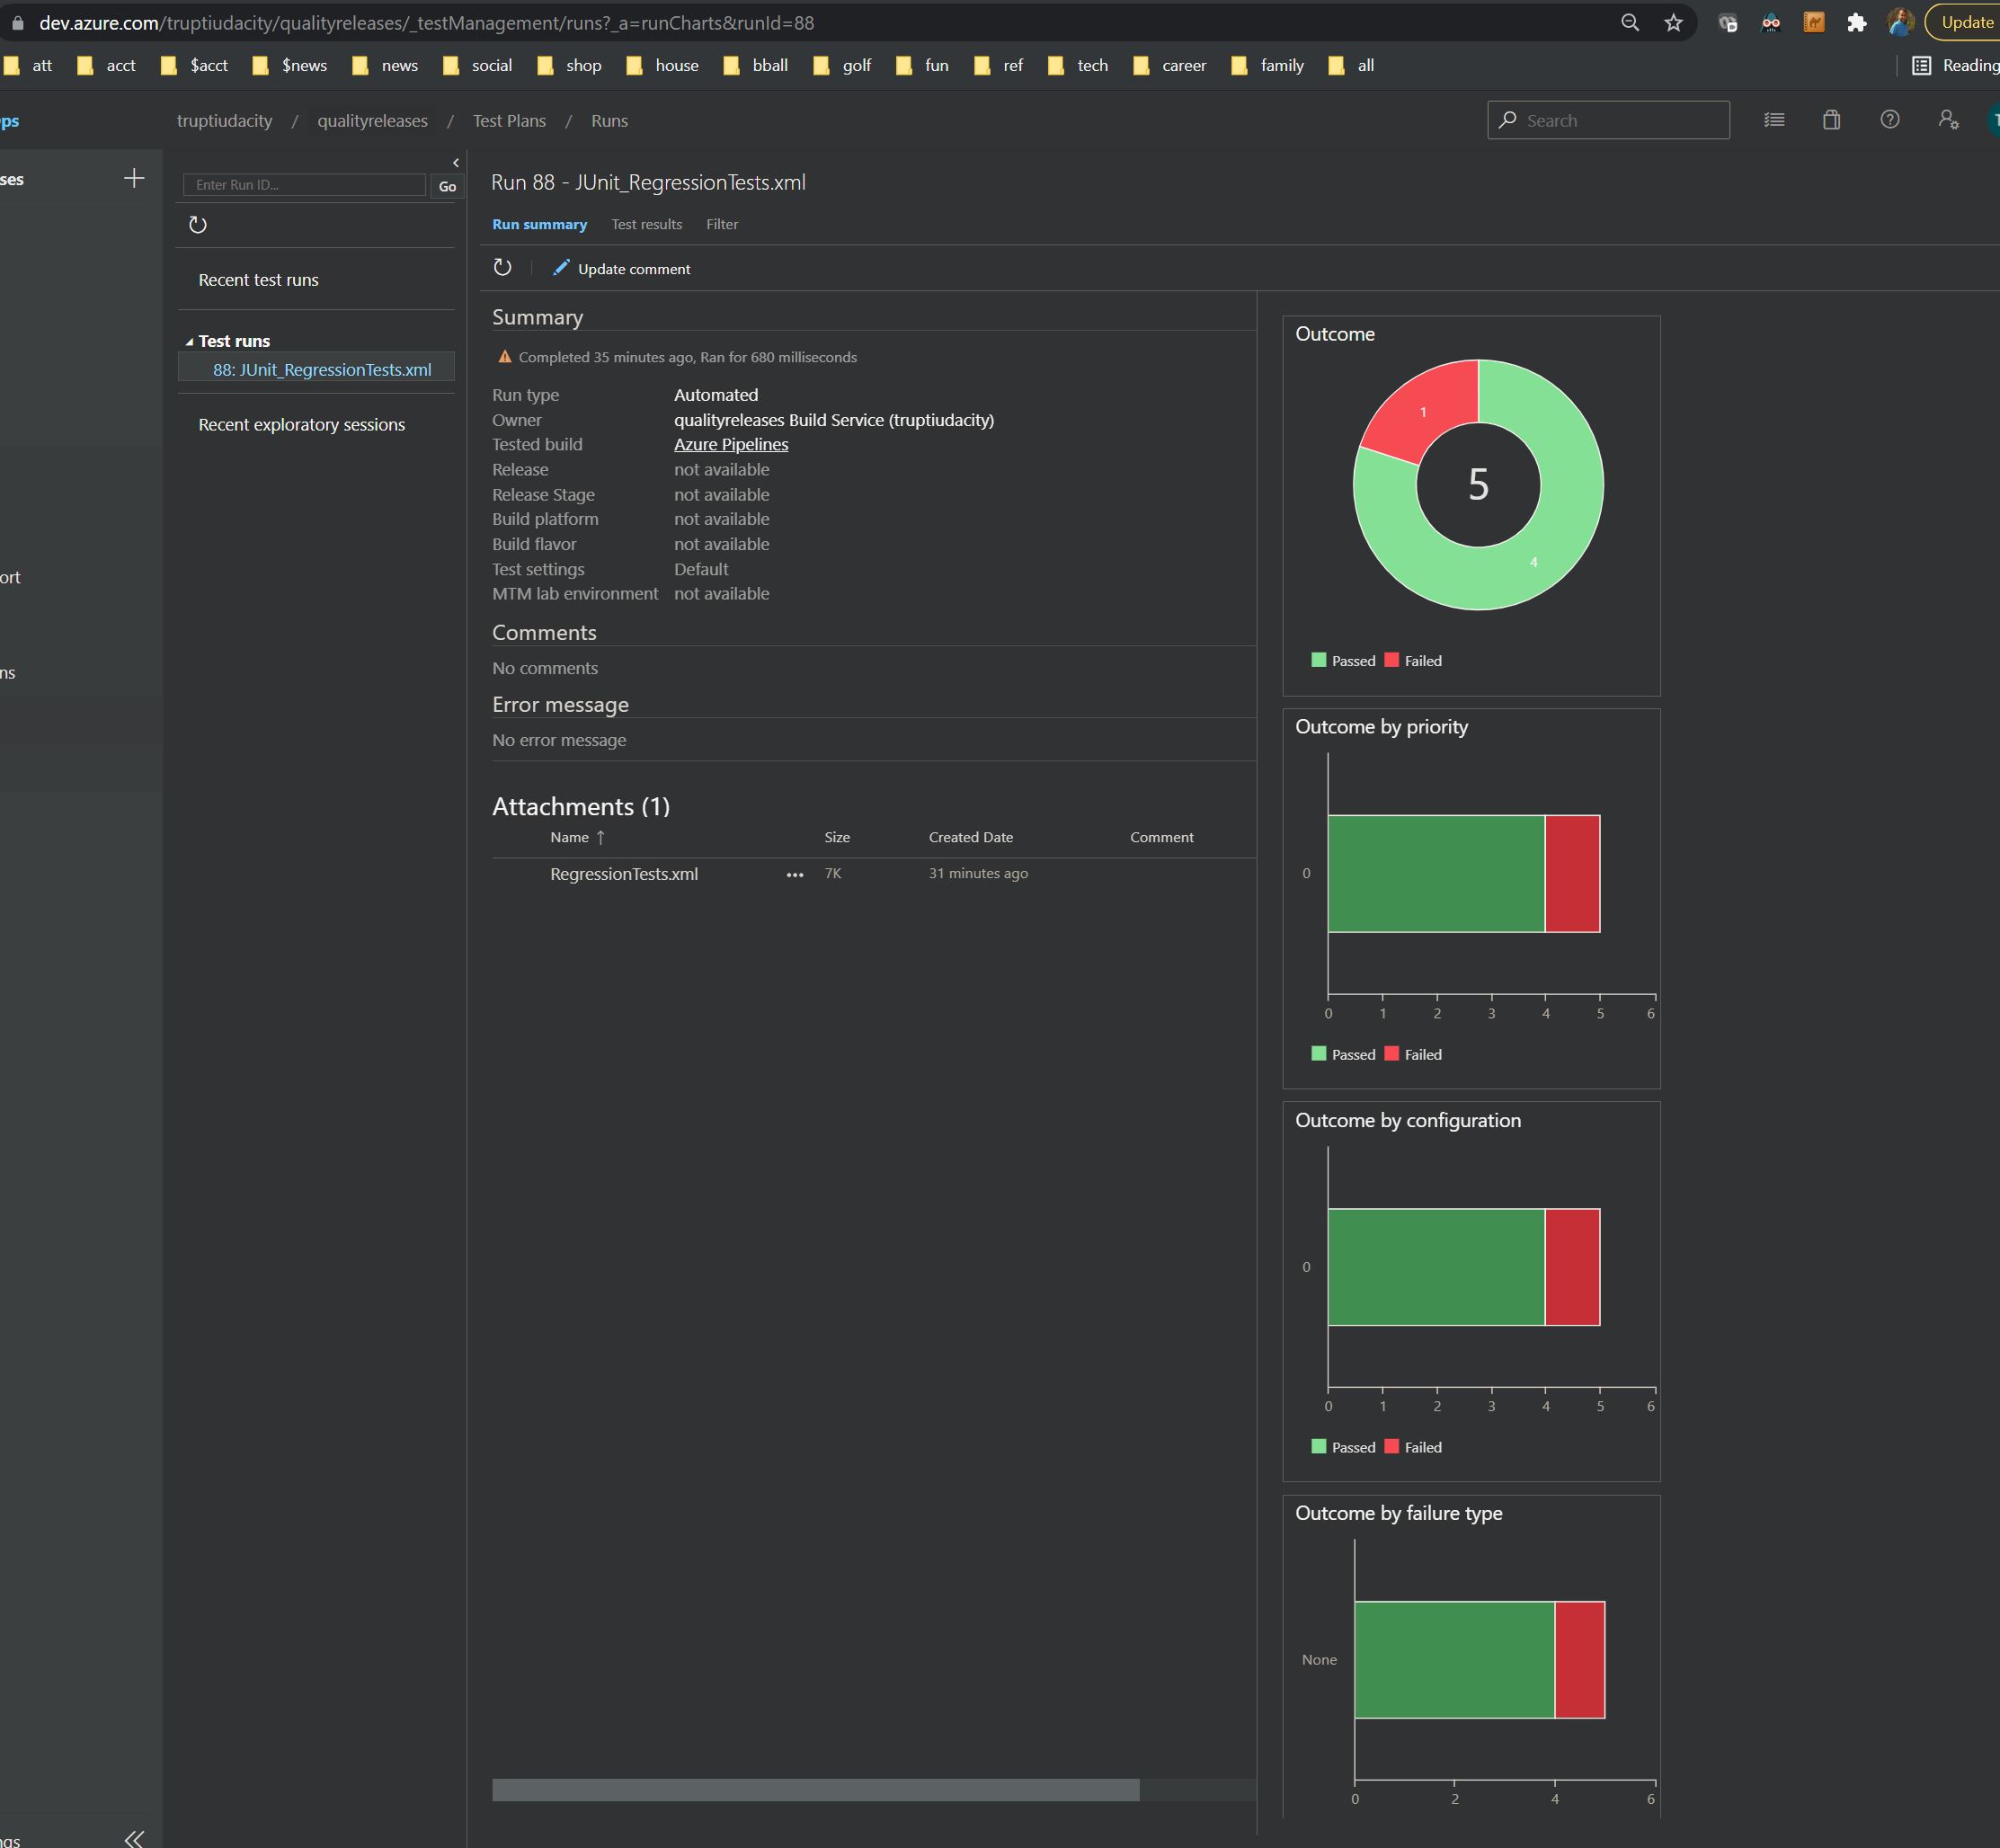 dev.azure.com/truptiudacity/qualityreleases/_testManagement/runs?_a=runCharts&runId=88
Update
att acct $acct $news news social shop house bball golf fun ref tech career family all Reading
ps truptiudacity / qualityreleases / Test Plans / Runs Search
ses
Enter Run ID... Go
Recent test runs
Test runs
88: JUnit_RegressionTests.xml
Recent exploratory sessions
ort
ns
ngs
Run 88 - JUnit_RegressionTests.xml
Run summary Test results Filter
Update comment
Summary
Completed 35 minutes ago, Ran for 680 milliseconds
Run type Automated
Owner qualityreleases Build Service (truptiudacity)
Tested build Azure Pipelines
Release not available
Release Stage not available
Build platform not available
Build flavor not available
Test settings Default
MTM lab environment not available
Comments
No comments
Error message
No error message
Attachments (1)
Name ↑ Size Created Date Comment
RegressionTests.xml ••• 7K 31 minutes ago
Outcome
1
5
4
Passed Failed
Outcome by priority
0
0 1 2 3 4 5 6
Passed Failed
Outcome by configuration
0
0 1 2 3 4 5 6
Passed Failed
Outcome by failure type
None
0 2 4 6